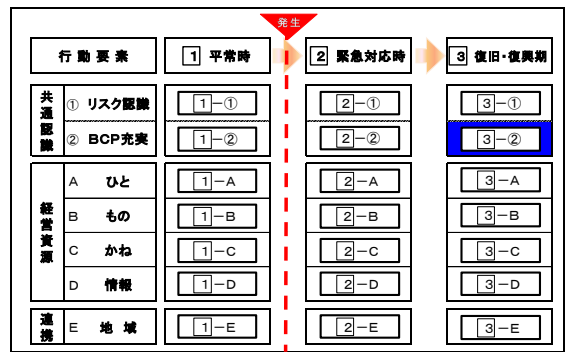 発生
行動要素 1 平常時 2 緊急対応時 3 復旧・復興期
共通認識
① リスク認識 1－① 2－① 3－①
② BCP充実 1－② 2－② 3－②
経営資源
A ひと 1－A 2－A 3－A
B もの 1－B 2－B 3－B
C かね 1－C 2－C 3－C
D 情報 1－D 2－D 3－D
連携
E 地域 1－E 2－E 3－E